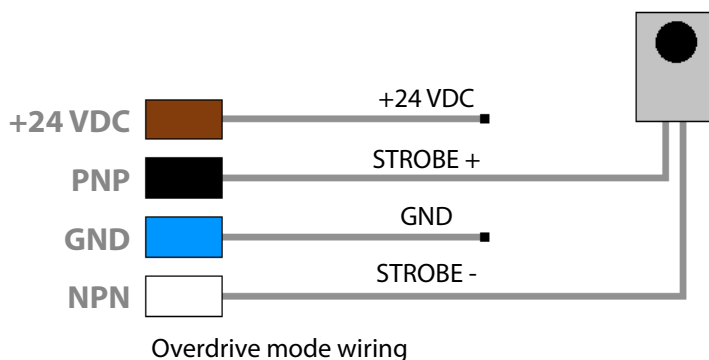 +24 VDC
+24 VDC
PNP
STROBE +
GND
GND
NPN
STROBE -
Overdrive mode wiring